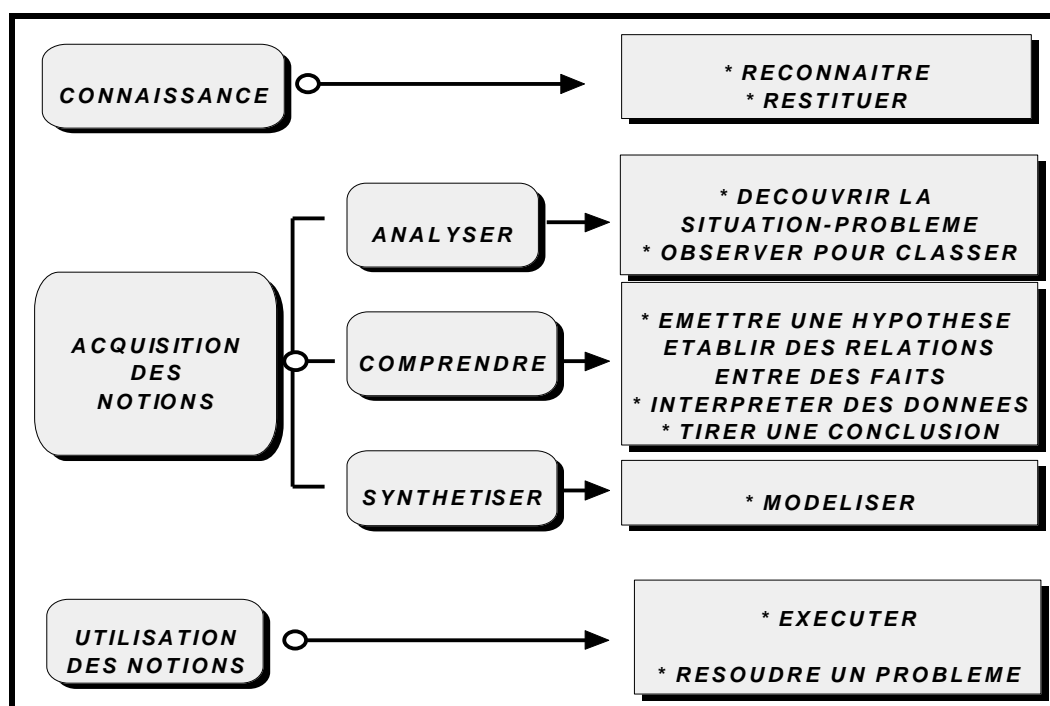 CONNAISSANCE
* RECONNAITRE
* RESTITUER
ANALYSER
* DECOUVRIR LA
SITUATION-PROBLEME
* OBSERVER POUR CLASSER
ACQUISITION
DES
NOTIONS
COMPRENDRE
* EMETTRE UNE HYPOTHESE
ETABLIR DES RELATIONS
ENTRE DES FAITS
* INTERPRETER DES DONNEES
* TIRER UNE CONCLUSION
SYNTHETISER
* MODELISER
UTILISATION
DES NOTIONS
* EXECUTER
* RESOUDRE UN PROBLEME